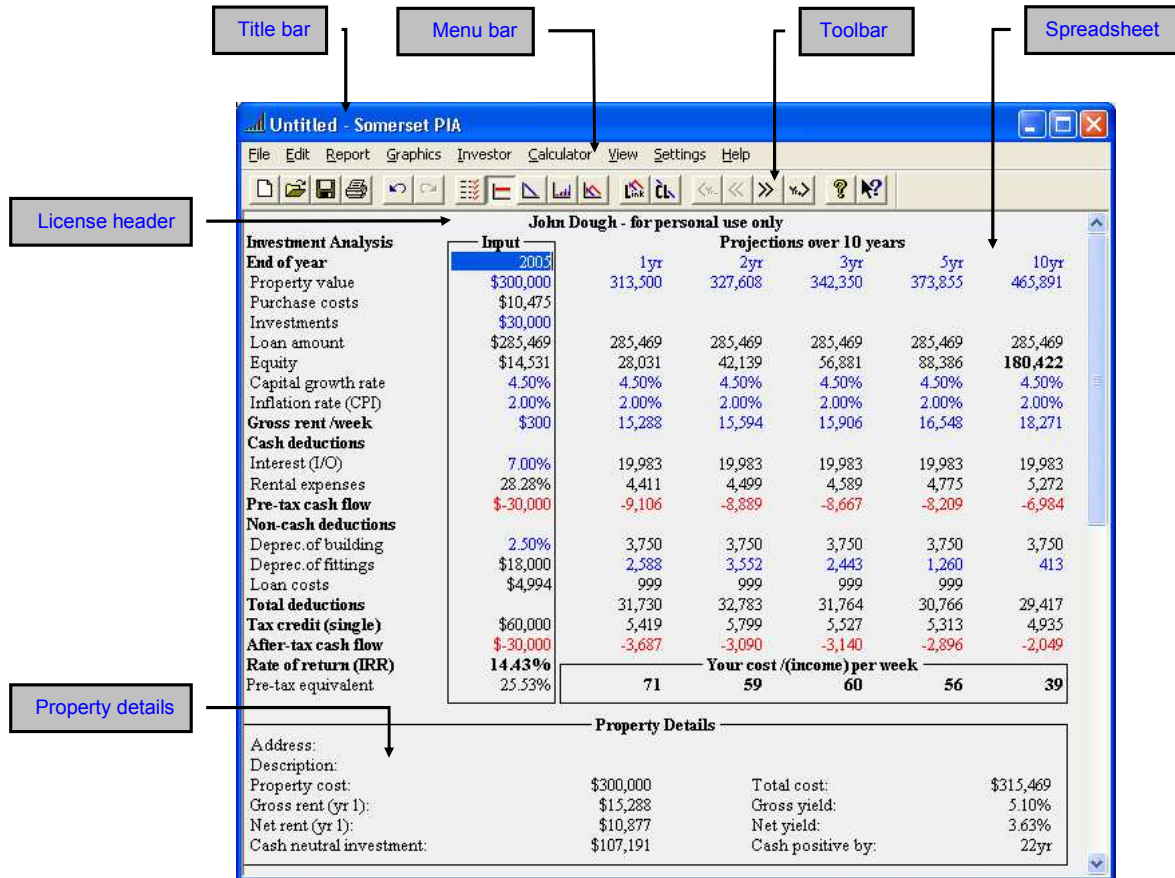 Title bar
Menu bar
Toolbar
Spreadsheet
Untitled - Somerset PIA
File Edit Report Graphics Investor Calculator View Settings Help
License header
John Dough - for personal use only
Investment Analysis Input Projections over 10 years
End of year 2005 1yr 2yr 3yr 5yr 10yr
Property value $300,000 313,500 327,608 342,350 373,855 465,891
Purchase costs $10,475
Investments $30,000
Loan amount $285,469 285,469 285,469 285,469 285,469 285,469
Equity $14,531 28,031 42,139 56,881 88,386 180,422
Capital growth rate 4.50% 4.50% 4.50% 4.50% 4.50% 4.50%
Inflation rate (CPI) 2.00% 2.00% 2.00% 2.00% 2.00% 2.00%
Gross rent /week $300 15,288 15,594 15,906 16,548 18,271
Cash deductions
Interest (I/O) 7.00% 19,983 19,983 19,983 19,983 19,983
Rental expenses 28.28% 4,411 4,499 4,589 4,775 5,272
Pre-tax cash flow $-30,000 -9,106 -8,889 -8,667 -8,209 -6,984
Non-cash deductions
Deprec.of building 2.50% 3,750 3,750 3,750 3,750 3,750
Deprec.of fittings $18,000 2,588 3,552 2,443 1,260 413
Loan costs $4,994 999 999 999 999
Total deductions 31,730 32,783 31,764 30,766 29,417
Tax credit (single) $60,000 5,419 5,799 5,527 5,313 4,935
After-tax cash flow $-30,000 -3,687 -3,090 -3,140 -2,896 -2,049
Rate of return (IRR) 14.43% Your cost /(income) per week
Pre-tax equivalent 25.53% 71 59 60 56 39
Property details
Property Details
Address:
Description:
Property cost: $300,000 Total cost: $315,469
Gross rent (yr 1): $15,288 Gross yield: 5.10%
Net rent (yr 1): $10,877 Net yield: 3.63%
Cash neutral investment: $107,191 Cash positive by: 22yr